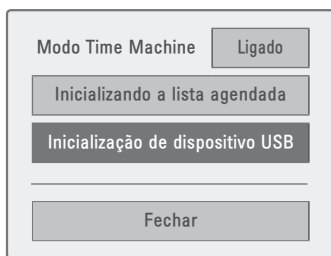 Modo Time Machine Ligado
Inicializando a lista agendada
Inicialização de dispositivo USB
Fechar